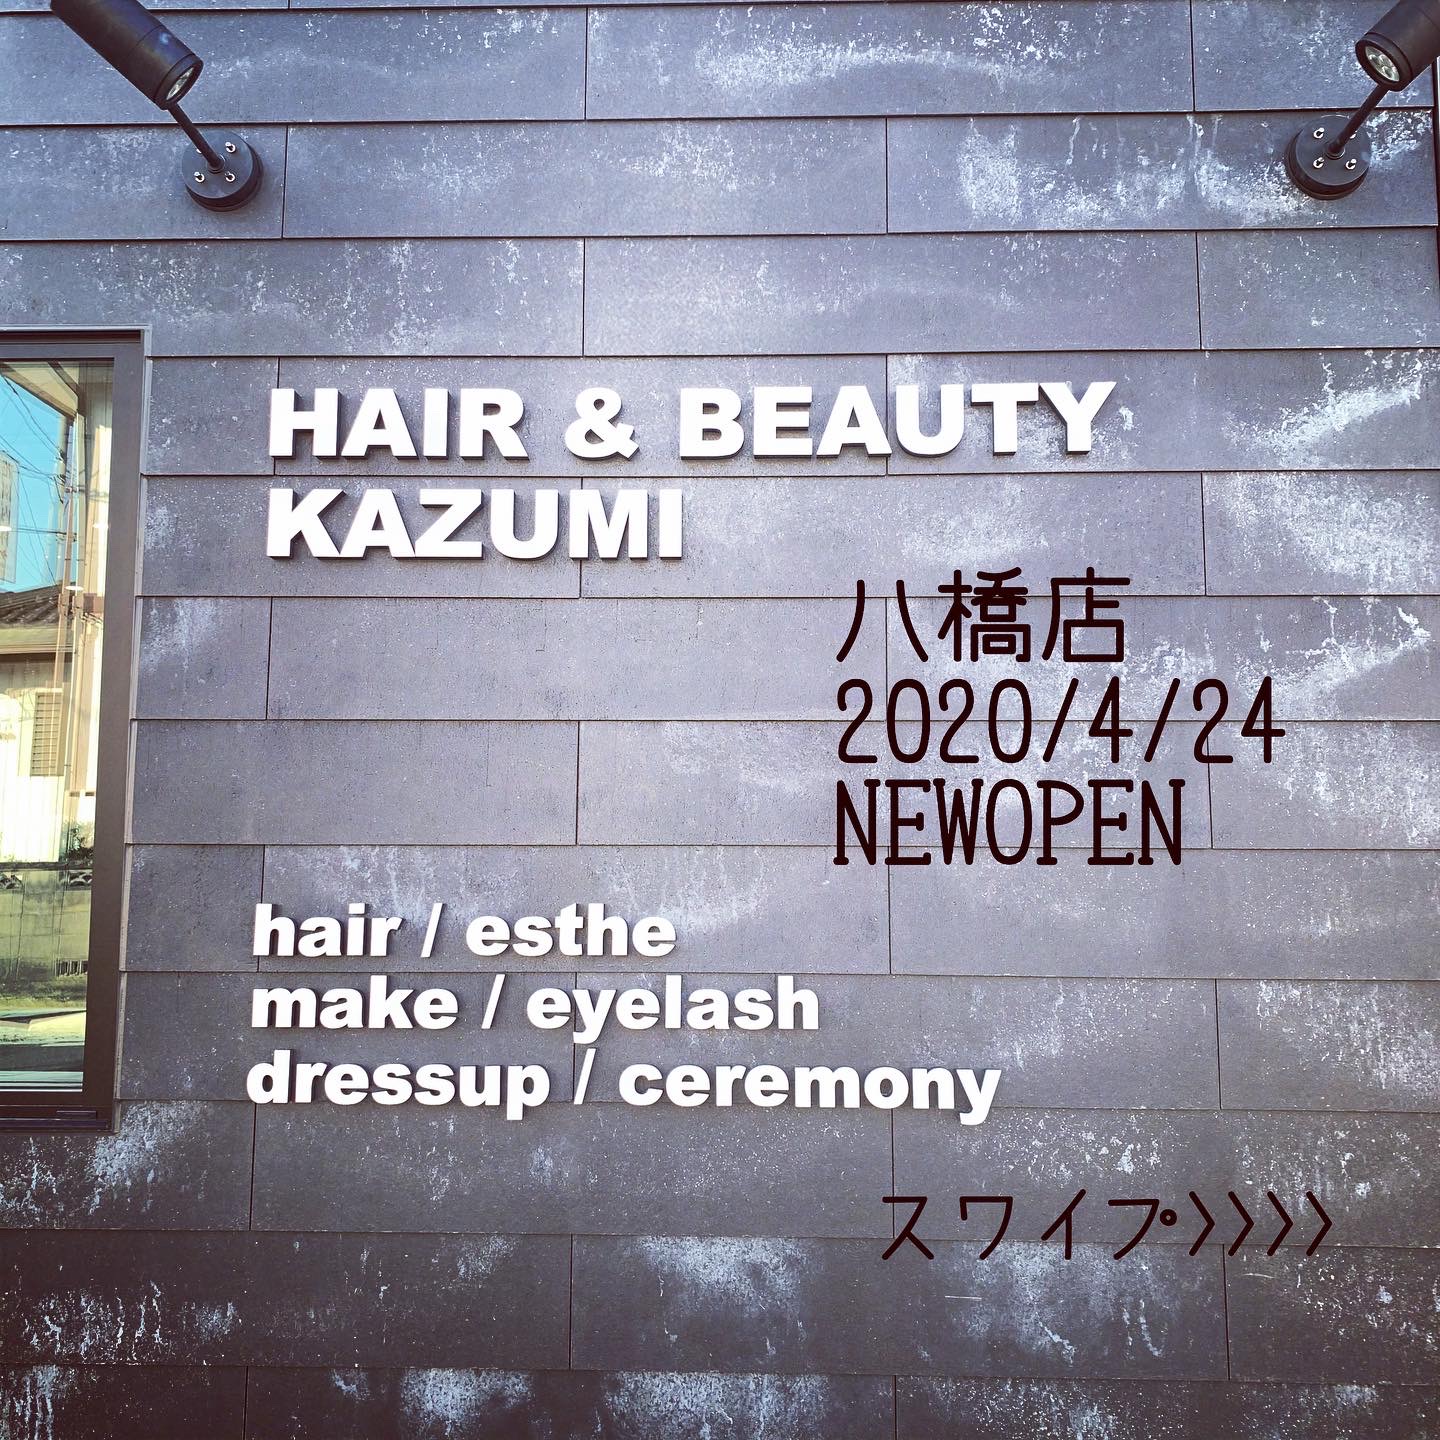 HAIR & BEAUTY
KAZUMI
八橋店
2020/4/24
NEWOPEN
hair / esthe
make / eyelash
dressup / ceremony
スワイプ>>>>